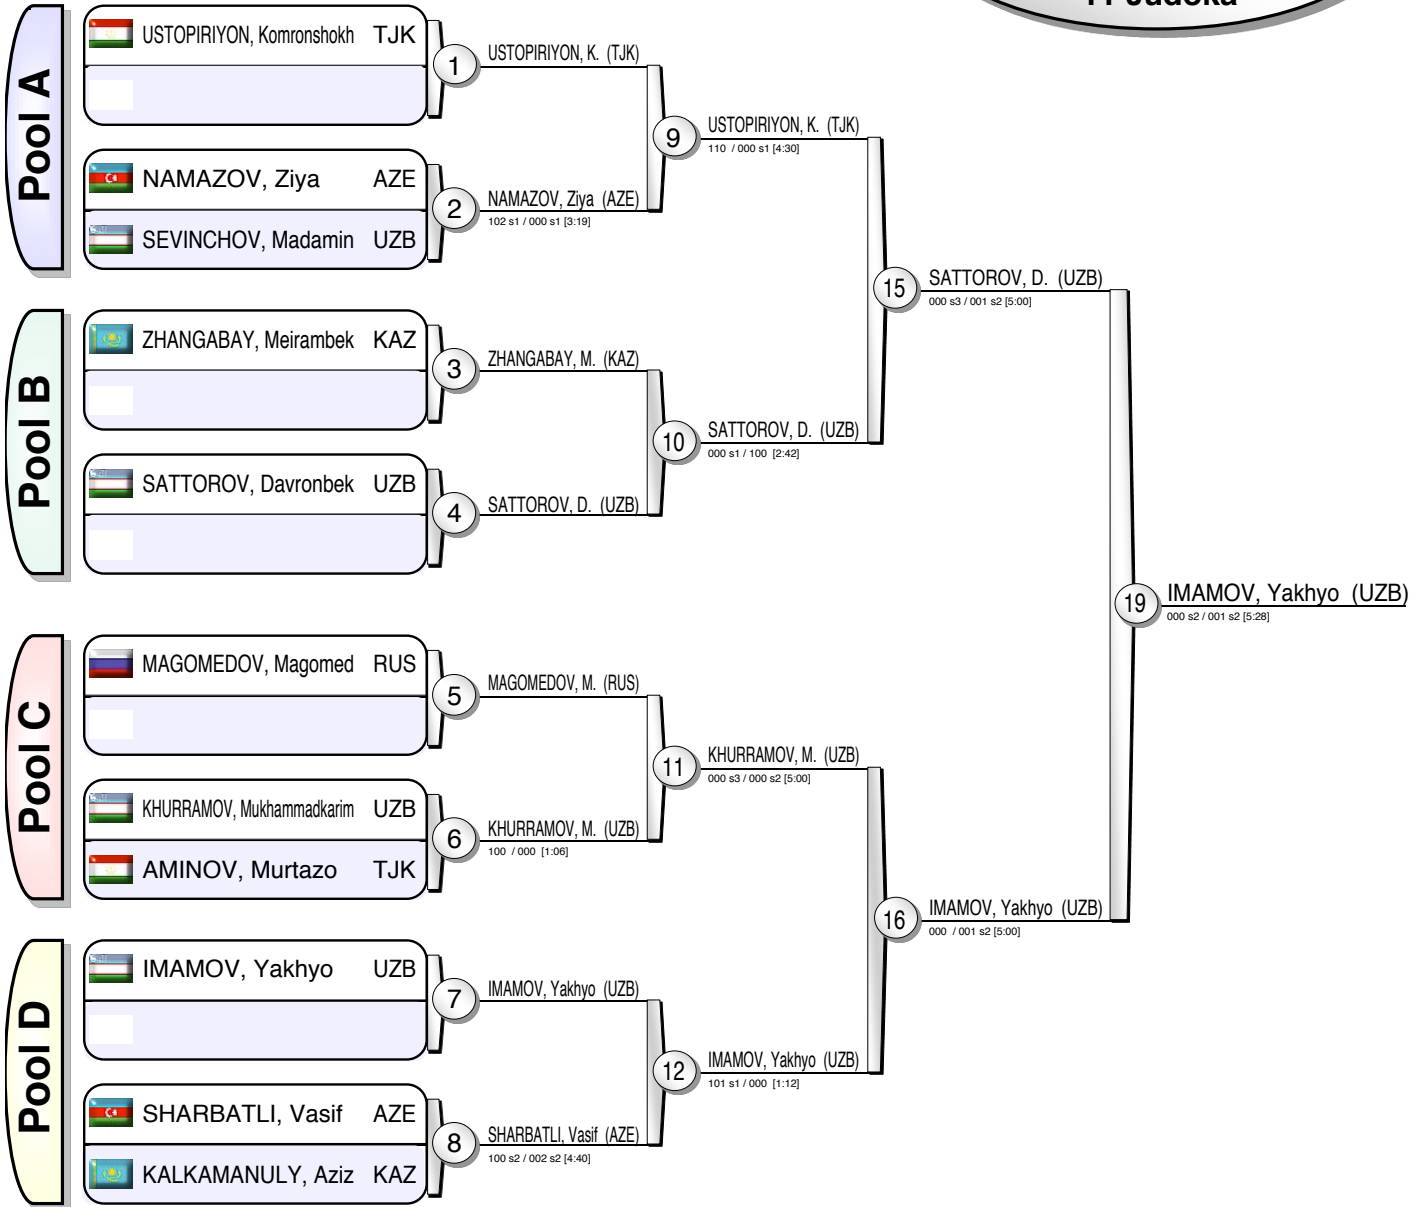 11 Judoka
Pool A
USTOPIRIYON, Komronshokh TJK
1
USTOPIRIYON, K. (TJK)
NAMAZOV, Ziya AZE
SEVINCHOV, Madamin UZB
2
NAMAZOV, Ziya (AZE)
102 s1 / 000 s1 [3:19]
9
USTOPIRIYON, K. (TJK)
110 / 000 s1 [4:30]
Pool B
ZHANGABAY, Meirambek KAZ
3
ZHANGABAY, M. (KAZ)
SATTOROV, Davronbek UZB
4
SATTOROV, D. (UZB)
10
SATTOROV, D. (UZB)
000 s1 / 100 [2:42]
15
SATTOROV, D. (UZB)
000 s3 / 001 s2 [5:00]
Pool C
MAGOMEDOV, Magomed RUS
5
MAGOMEDOV, M. (RUS)
KHURRAMOV, Mukhammadkarim UZB
AMINOV, Murtazo TJK
6
KHURRAMOV, M. (UZB)
100 / 000 [1:06]
11
KHURRAMOV, M. (UZB)
000 s3 / 000 s2 [5:00]
Pool D
IMAMOV, Yakhyo UZB
7
IMAMOV, Yakhyo (UZB)
SHARBATLI, Vasif AZE
KALKAMANULY, Aziz KAZ
8
SHARBATLI, Vasif (AZE)
100 s2 / 002 s2 [4:40]
12
IMAMOV, Yakhyo (UZB)
101 s1 / 000 [1:12]
16
IMAMOV, Yakhyo (UZB)
000 / 001 s2 [5:00]
19
IMAMOV, Yakhyo (UZB)
000 s2 / 001 s2 [5:28]